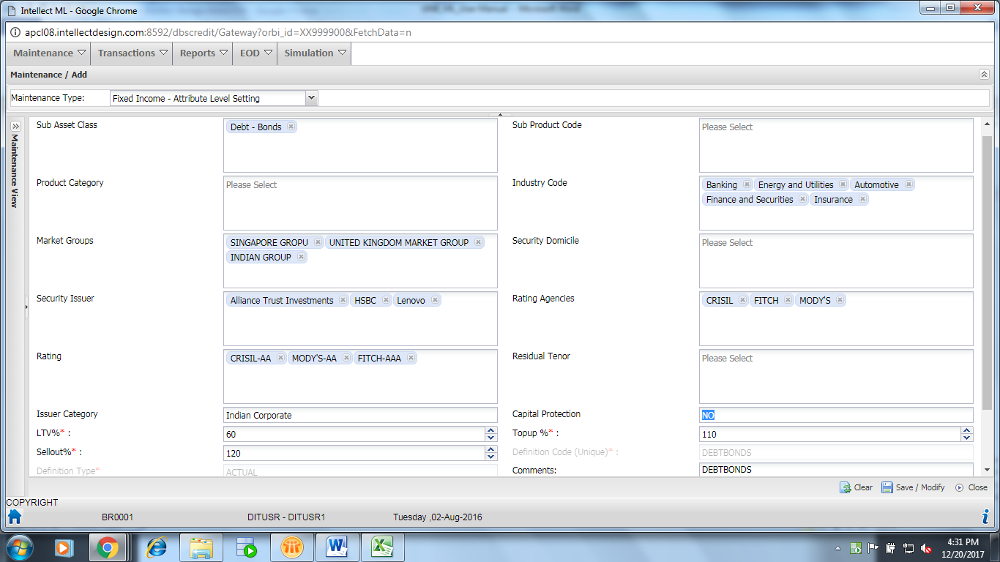 Intellect ML - Google Chrome
apcl08.intellectdesign.com:8592/dbscredit/Gateway?orbi_id=XX999900&FetchData=n
Maintenance Transactions Reports EOD Simulation
Maintenance / Add
Maintenance Type: Fixed Income - Attribute Level Setting
Maintenance View
Sub Asset Class Debt - Bonds Sub Product Code Please Select
Product Category Please Select Industry Code Banking Energy and Utilities Automotive
Finance and Securities Insurance
Market Groups SINGAPORE GROPU UNITED KINGDOM MARKET GROUP Security Domicile Please Select
INDIAN GROUP
Security Issuer Alliance Trust Investments HSBC Lenovo Rating Agencies CRISIL FITCH MODY'S
Rating CRISIL-AA MODY'S-AA FITCH-AAA Residual Tenor Please Select
Issuer Category Indian Corporate Capital Protection NO
LTV%* : 60 Topup %* : 110
Sellout%* : 120 Definition Code (Unique)* : DEBTBONDS
Definition Type* ACTUAL Comments: DEBTBONDS
Clear Save / Modify Close
COPYRIGHT
BR0001 DITUSR - DITUSR1 Tuesday ,02-Aug-2016
4:31 PM
12/20/2017